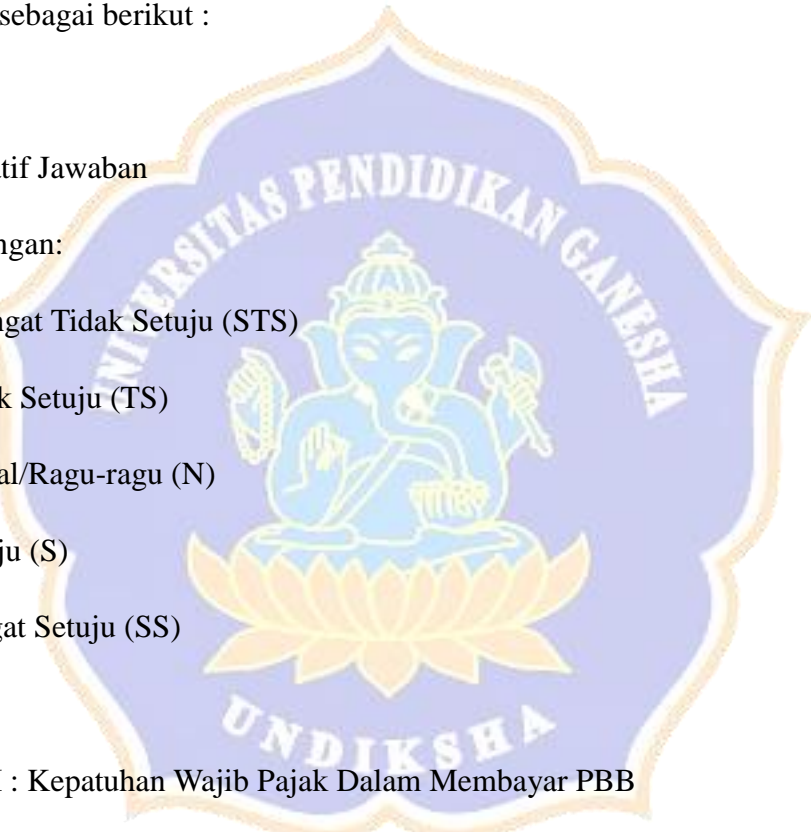 sebagai berikut :
tif Jawaban
UNIVERSITAS PENDIDIKAN GANESHA
ngan:
ngat Tidak Setuju (STS)
k Setuju (TS)
al/Ragu-ragu (N)
ju (S)
gat Setuju (SS)
UNDIKSHA
: Kepatuhan Wajib Pajak Dalam Membayar PBB